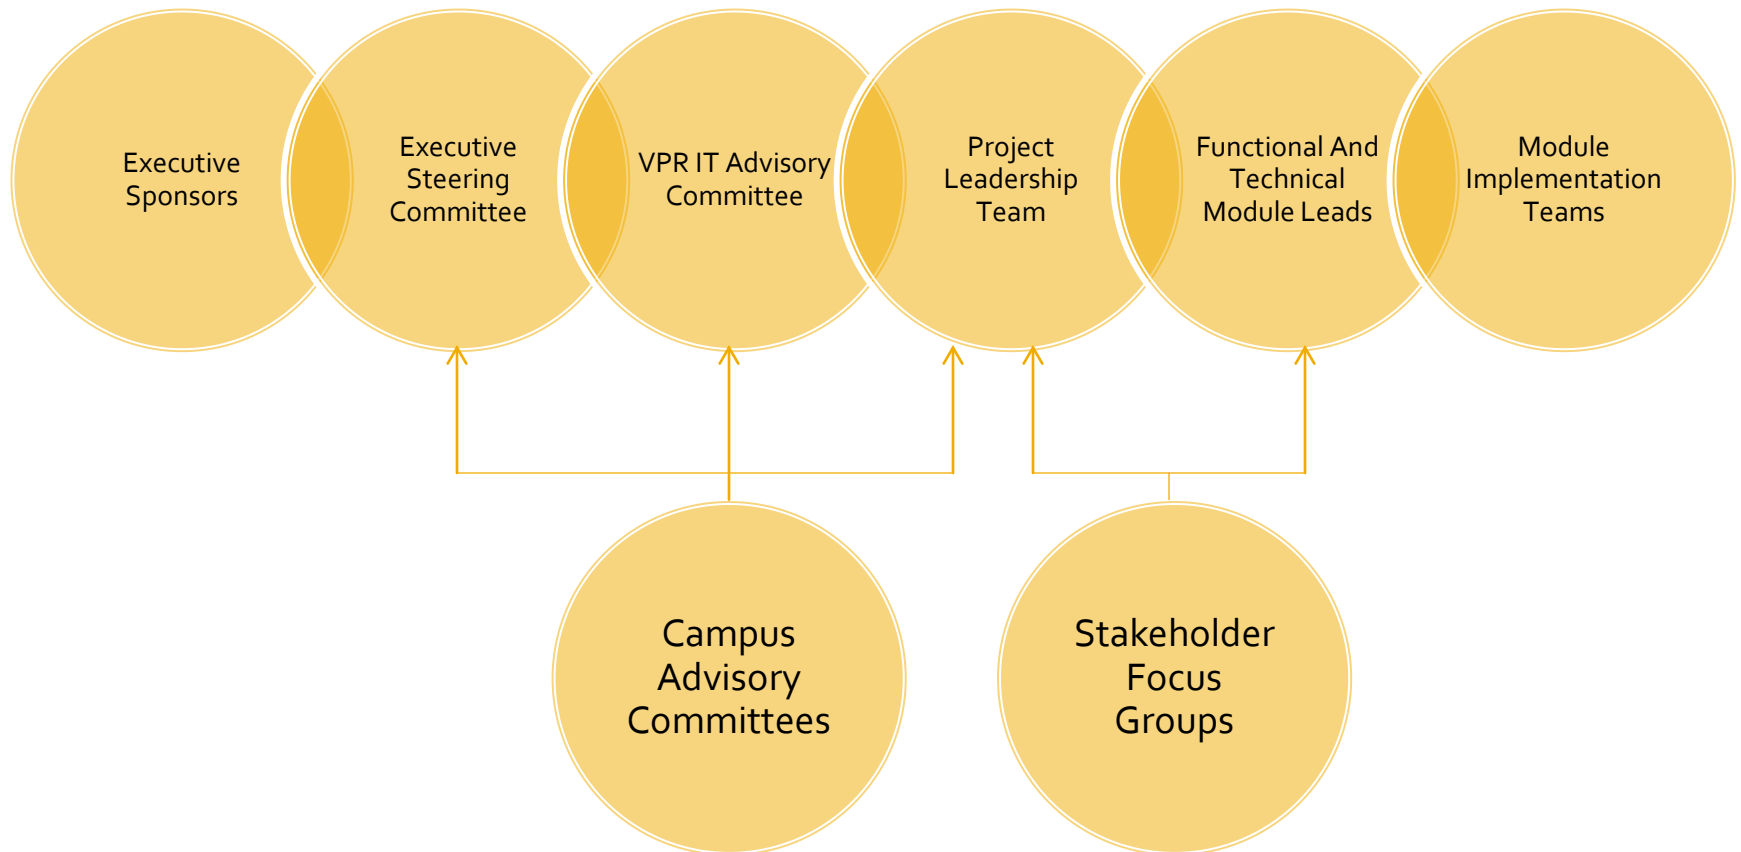 Executive
Sponsors
Executive
Steering
Committee
VPR IT Advisory
Committee
Project
Leadership
Team
Functional And
Technical
Module Leads
Module
Implementation
Teams
Campus
Advisory
Committees
Stakeholder
Focus
Groups